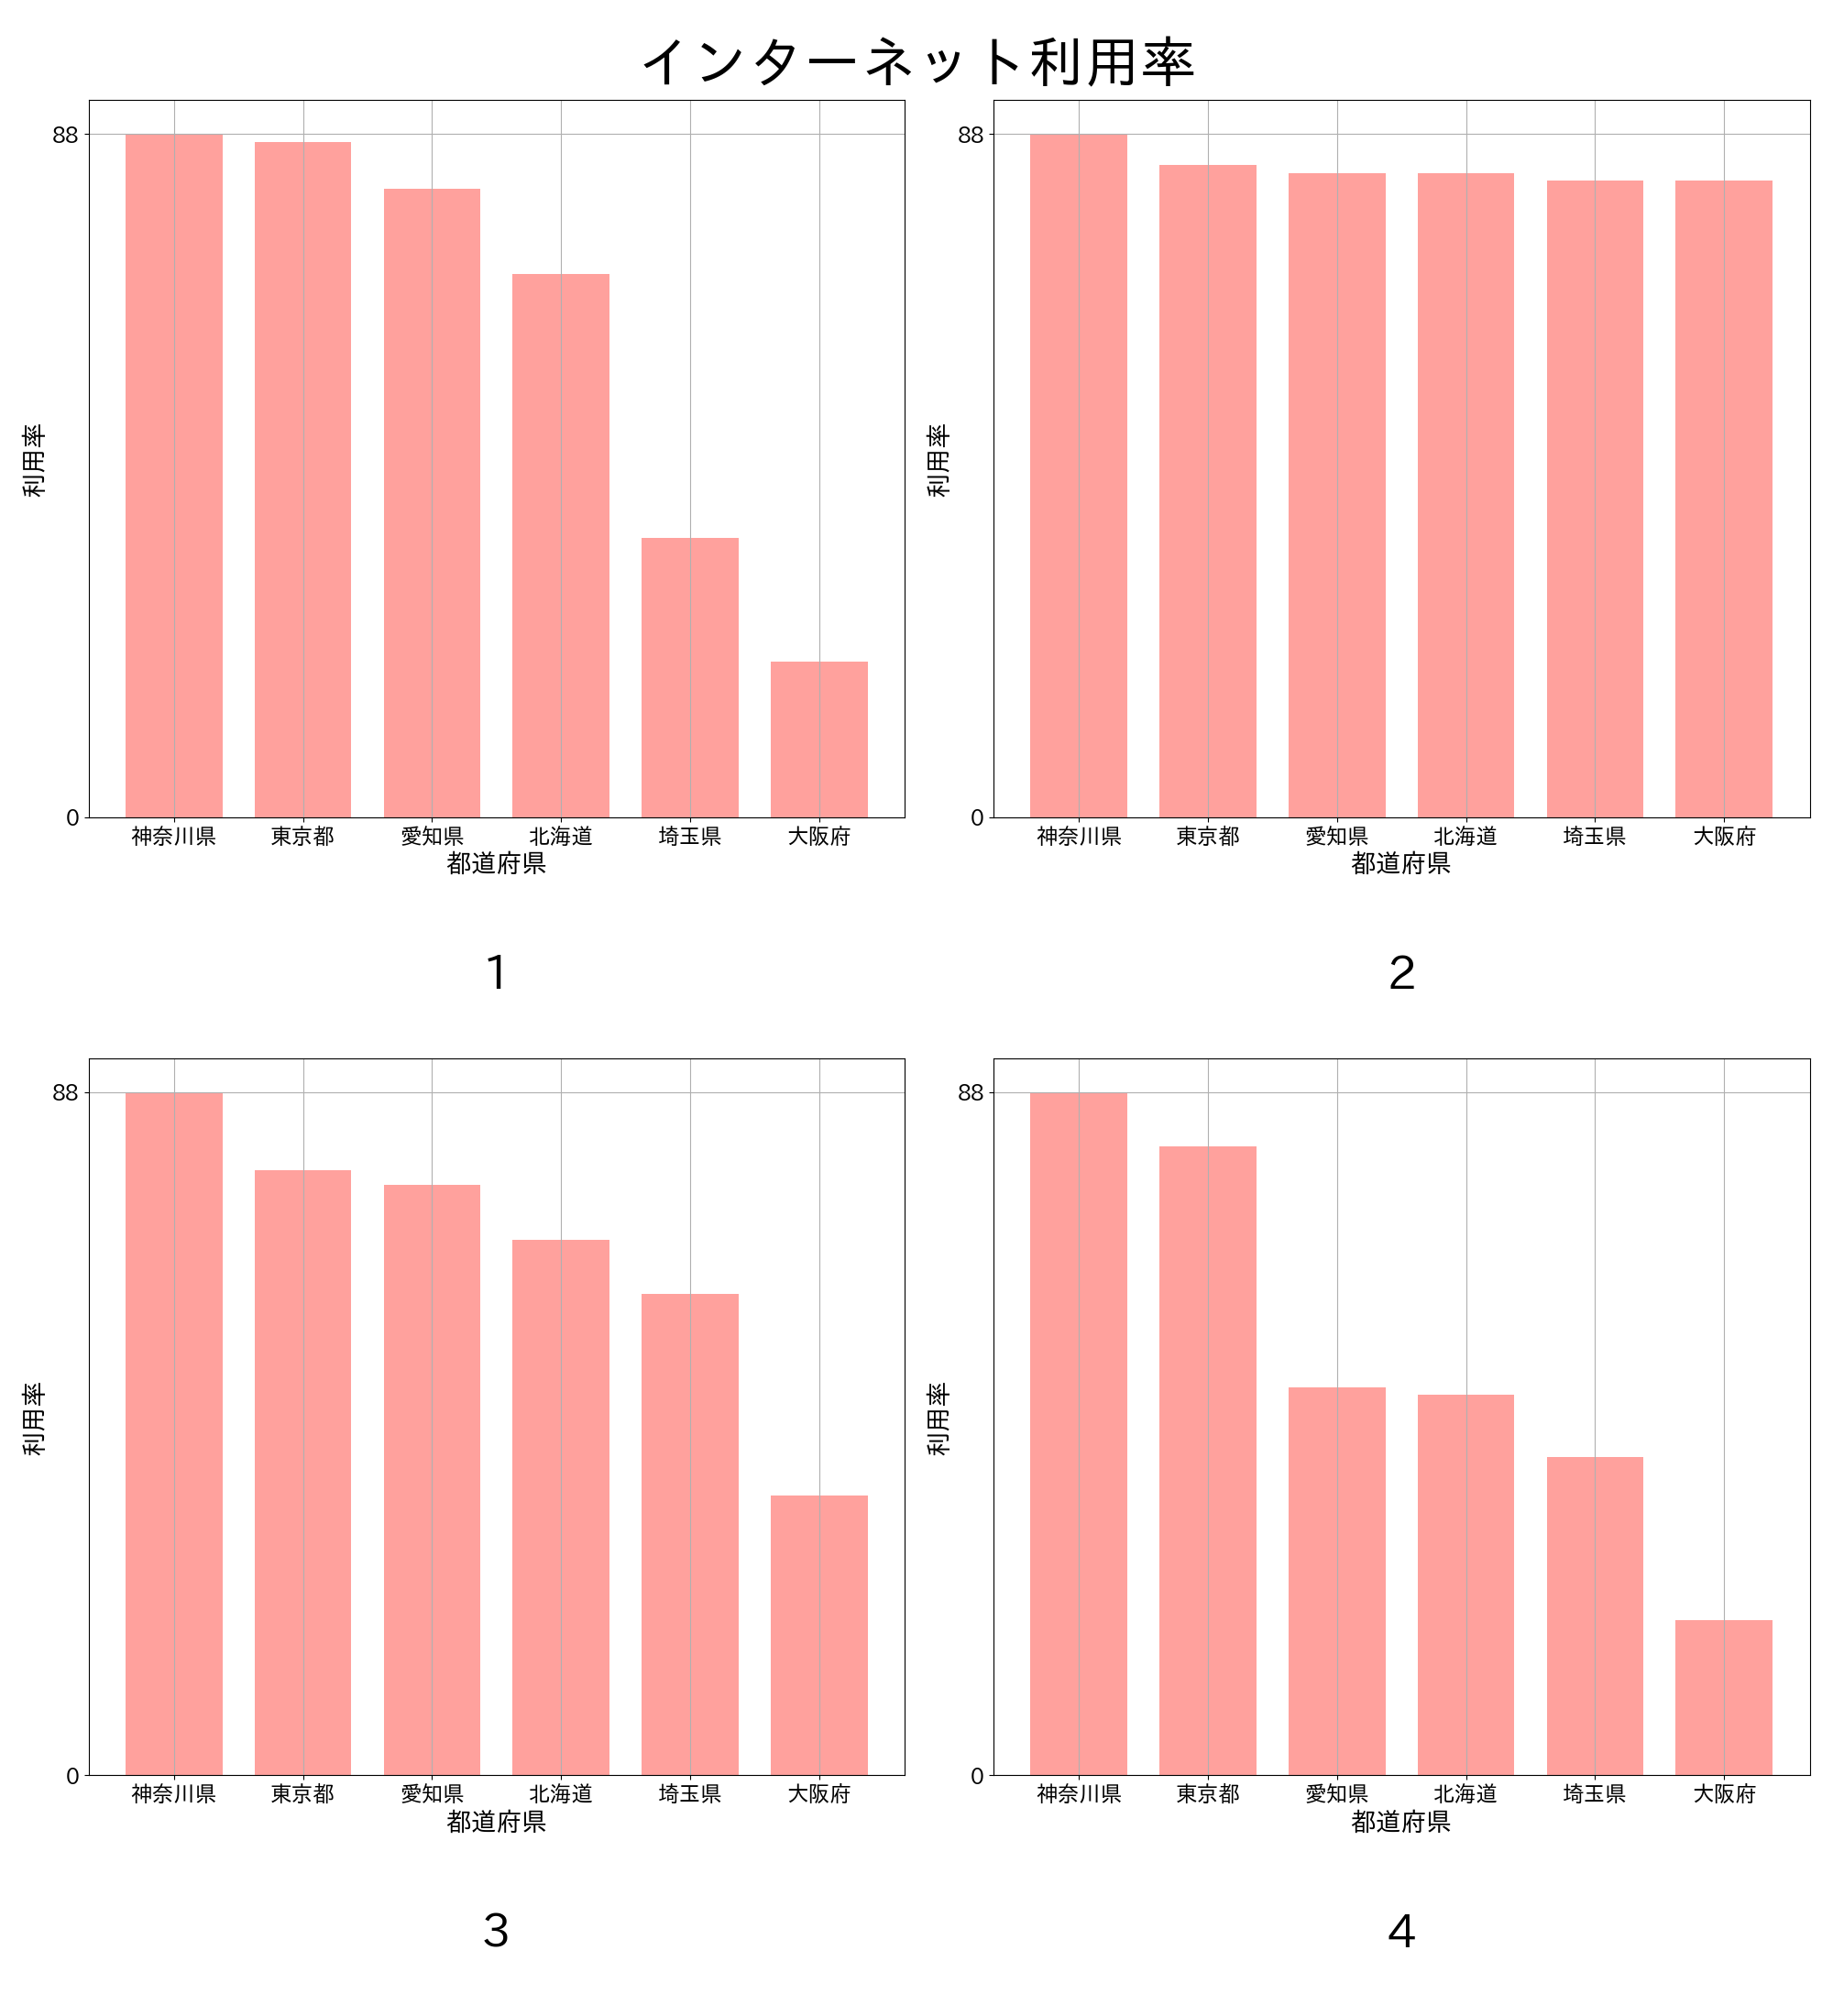 インターネット利用率
88
利用率
0
神奈川県 東京都 愛知県 北海道 埼玉県 大阪府
都道府県
1
88
利用率
0
神奈川県 東京都 愛知県 北海道 埼玉県 大阪府
都道府県
2
88
利用率
0
神奈川県 東京都 愛知県 北海道 埼玉県 大阪府
都道府県
3
88
利用率
0
神奈川県 東京都 愛知県 北海道 埼玉県 大阪府
都道府県
4